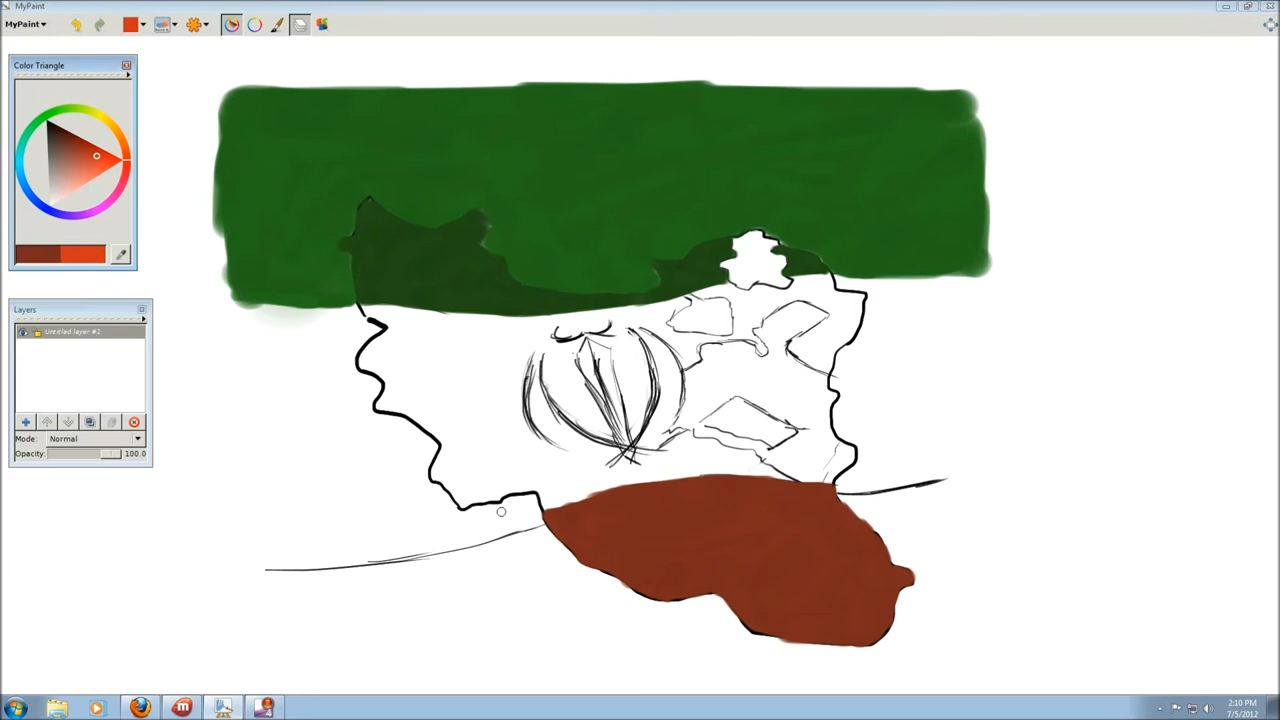 MyPaint
MyPaint
Color Triangle
Layers
Untitled layer #2
Mode: Normal
Opacity: 100.0
2:10 PM
7/5/2012